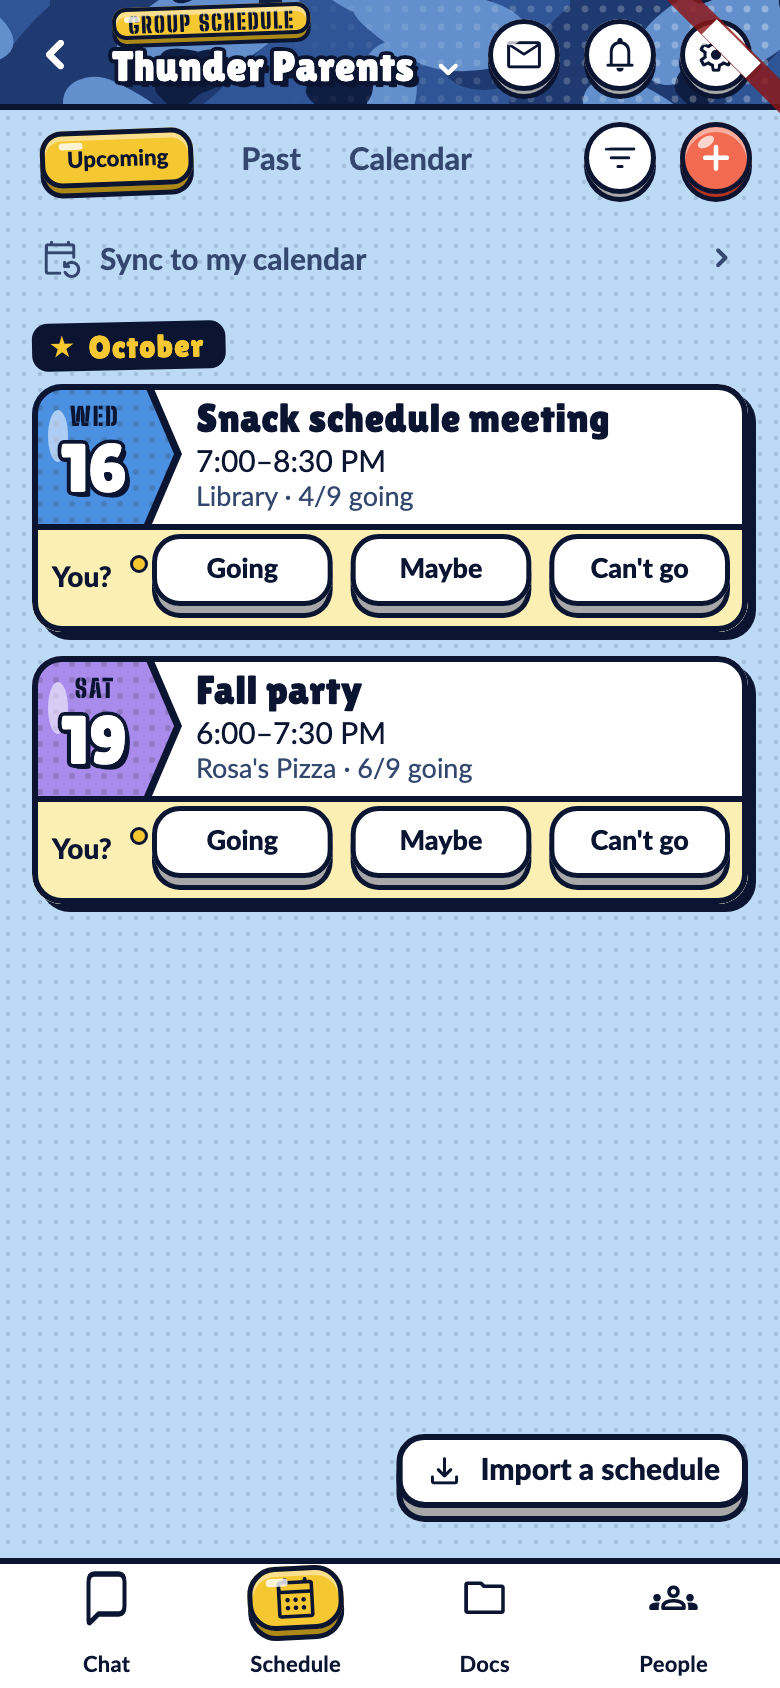 GROUP SCHEDULE
Thunder Parents
Upcoming
Past
Calendar
Sync to my calendar
★ October
WED
16
Snack schedule meeting
7:00–8:30 PM
Library · 4/9 going
You?
Going
Maybe
Can't go
SAT
19
Fall party
6:00–7:30 PM
Rosa's Pizza · 6/9 going
You?
Going
Maybe
Can't go
Import a schedule
Chat
Schedule
Docs
People